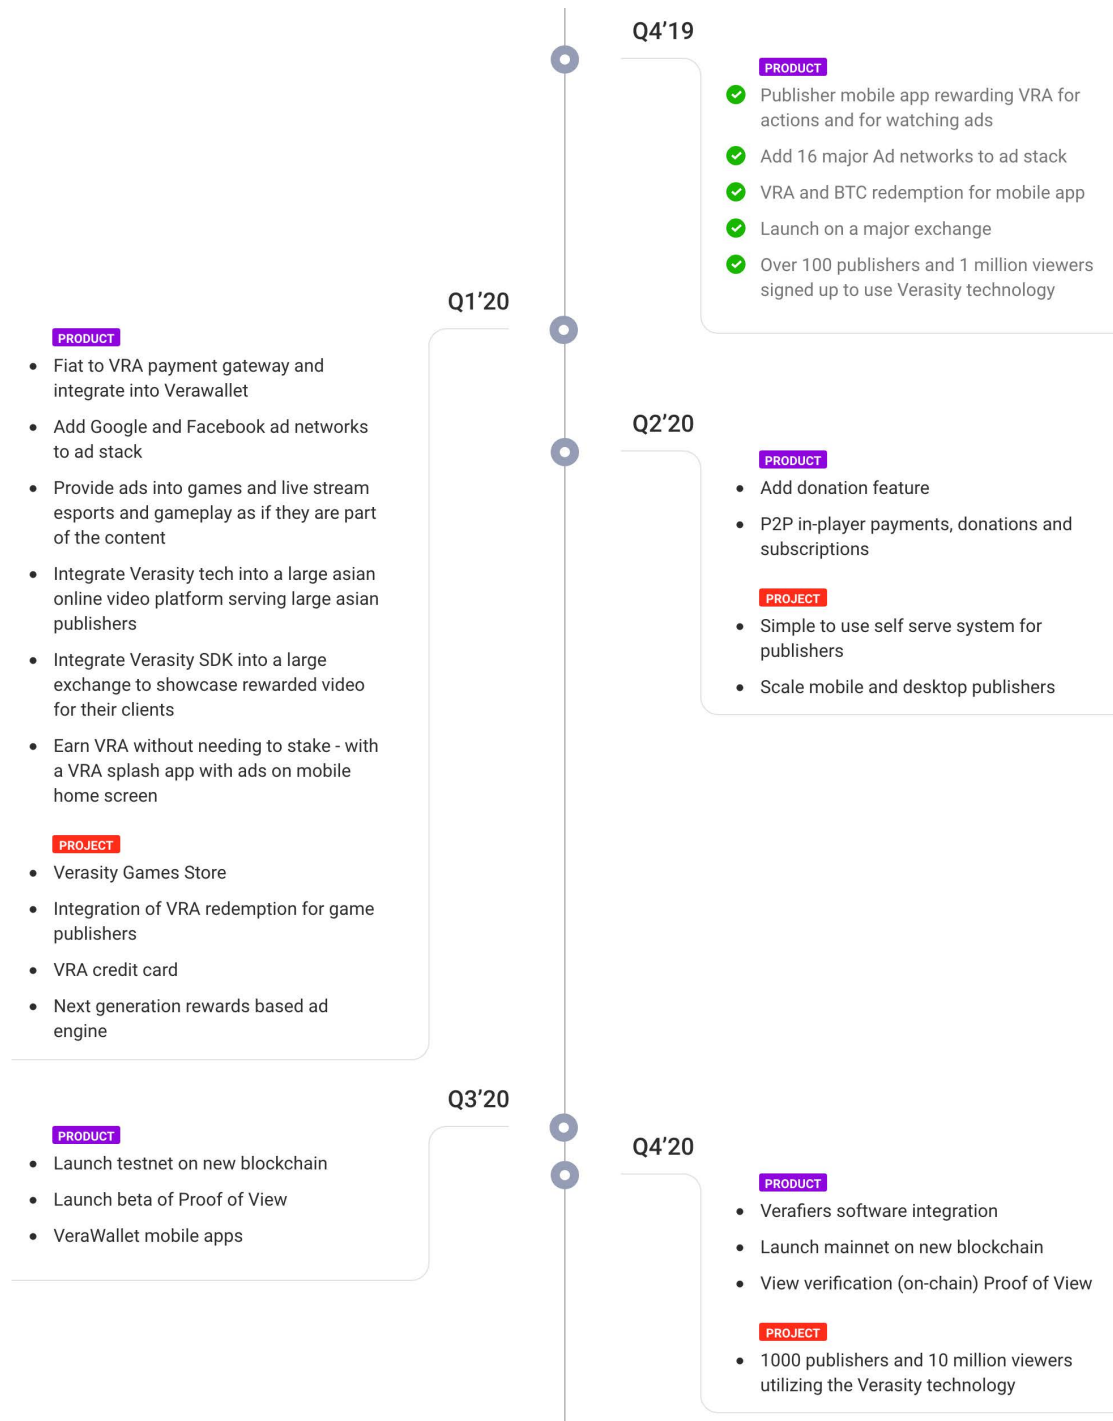 Q4’19
PRODUCT
Publisher mobile app rewarding VRA for
actions and for watching ads
Add 16 major Ad networks to ad stack
VRA and BTC redemption for mobile app
Launch on a major exchange
Over 100 publishers and 1 million viewers
signed up to use Verasity technology
Q1’20
PRODUCT
Fiat to VRA payment gateway and
integrate into Verawallet
Add Google and Facebook ad networks
to ad stack
Provide ads into games and live stream
esports and gameplay as if they are part
of the content
Integrate Verasity tech into a large asian
online video platform serving large asian
publishers
Integrate Verasity SDK into a large
exchange to showcase rewarded video
for their clients
Earn VRA without needing to stake - with
a VRA splash app with ads on mobile
home screen
PROJECT
Verasity Games Store
Integration of VRA redemption for game
publishers
VRA credit card
Next generation rewards based ad
engine
Q2’20
PRODUCT
Add donation feature
P2P in-player payments, donations and
subscriptions
PROJECT
Simple to use self serve system for
publishers
Scale mobile and desktop publishers
Q3’20
PRODUCT
Launch testnet on new blockchain
Launch beta of Proof of View
VeraWallet mobile apps
Q4’20
PRODUCT
Verafiers software integration
Launch mainnet on new blockchain
View verification (on-chain) Proof of View
PROJECT
1000 publishers and 10 million viewers
utilizing the Verasity technology